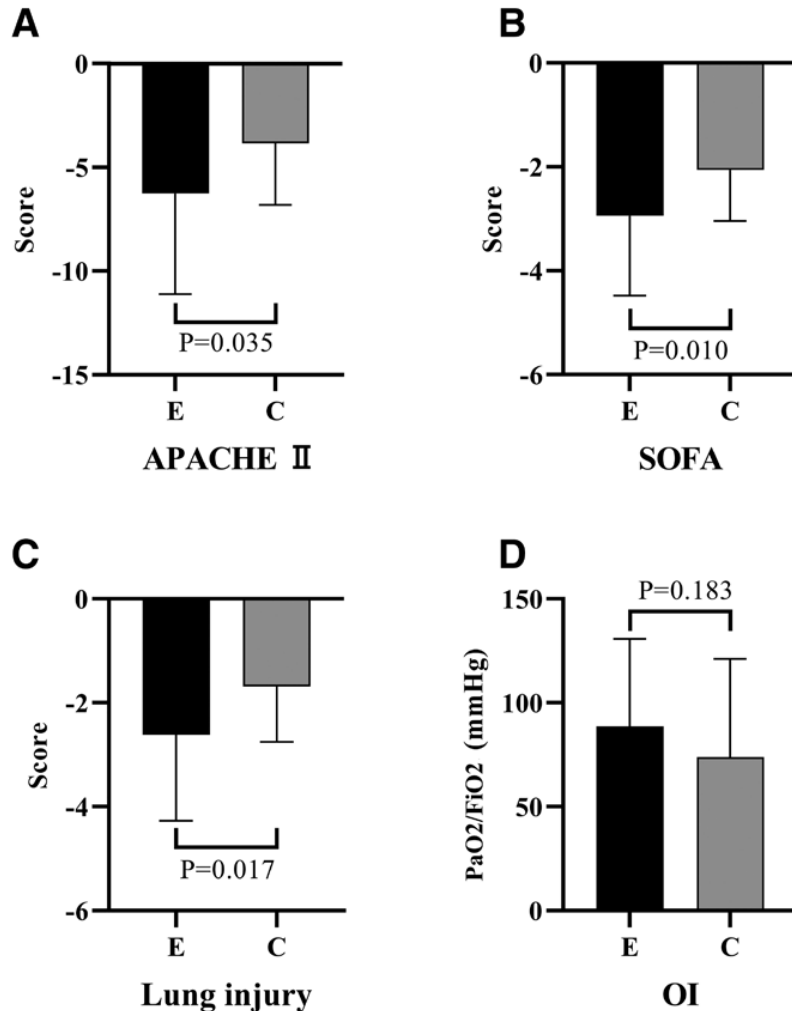 A
0
-5
-10
-15
Score
P=0.035
E C
APACHE Ⅱ
B
0
-2
-4
-6
Score
P=0.010
E C
SOFA
C
0
-2
-4
-6
Score
P=0.017
E C
Lung injury
D
150
100
50
0
PaO2/FiO2 (mmHg)
P=0.183
E C
OI